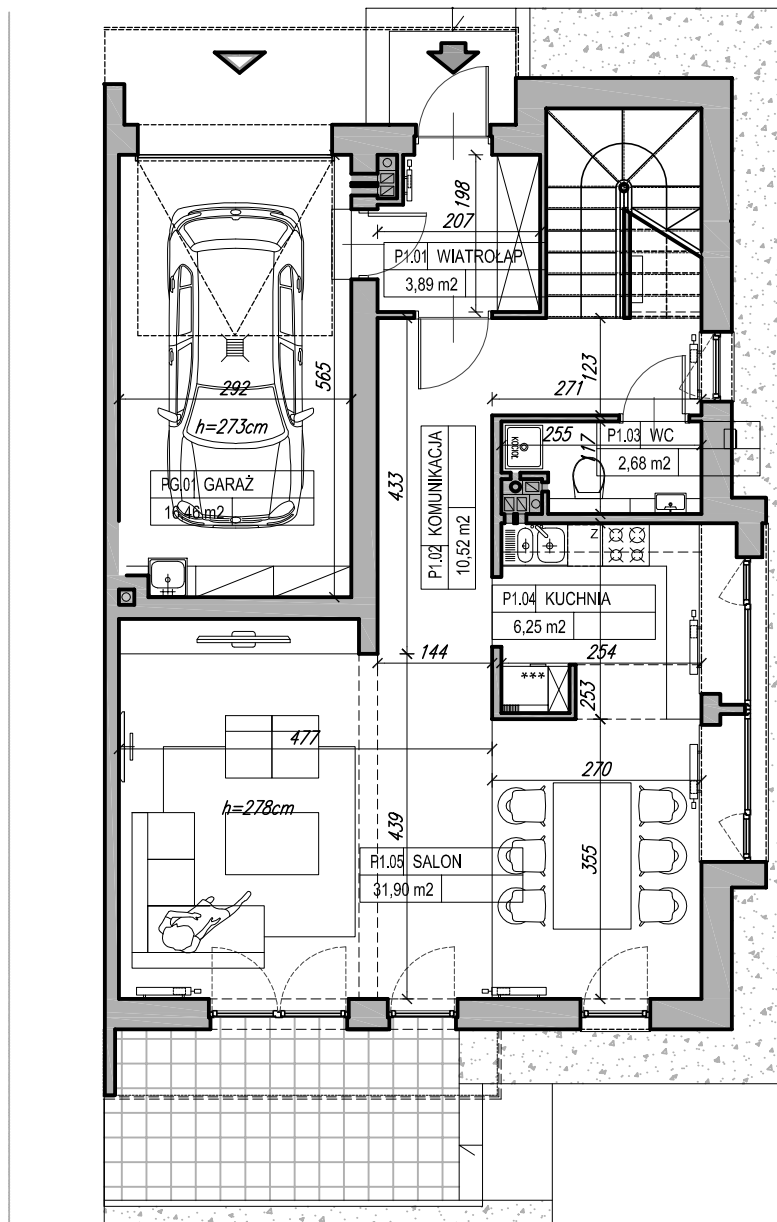 198
207
P1.01 WIATROŁAP
3,89 m2
565
292
h=273cm
123
271
255
117
KOCIOŁ
P1.03 WC
2,68 m2
PG.01 GARAŻ
16,46 m2
433
P1.02 KOMUNIKACJA
10,52 m2
Z
P1.04 KUCHNIA
6,25 m2
144
254
***
253
477
270
h=278cm
439
355
P1.05 SALON
31,90 m2